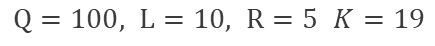 Q = 100, L = 10, R = 5 K = 19